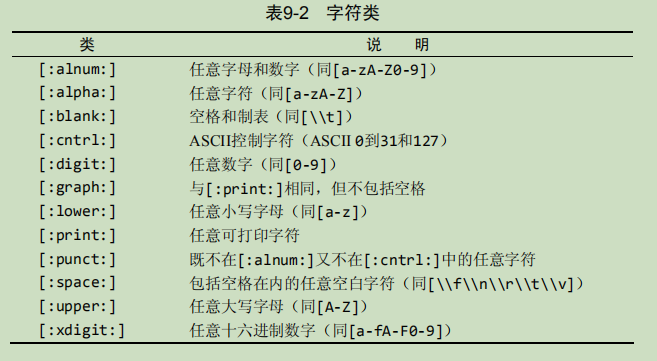 表9-2 字符类
类 说 明
[:alnum:] 任意字母和数字（同[a-zA-Z0-9]）
[:alpha:] 任意字符（同[a-zA-Z]）
[:blank:] 空格和制表（同[\\t]）
[:cntrl:] ASCII控制字符（ASCII 0到31和127）
[:digit:] 任意数字（同[0-9]）
[:graph:] 与[:print:]相同，但不包括空格
[:lower:] 任意小写字母（同[a-z]）
[:print:] 任意可打印字符
[:punct:] 既不在[:alnum:]又不在[:cntrl:]中的任意字符
[:space:] 包括空格在内的任意空白字符（同[\\f\\n\\r\\t\\v]）
[:upper:] 任意大写字母（同[A-Z]）
[:xdigit:] 任意十六进制数字（同[a-fA-F0-9]）